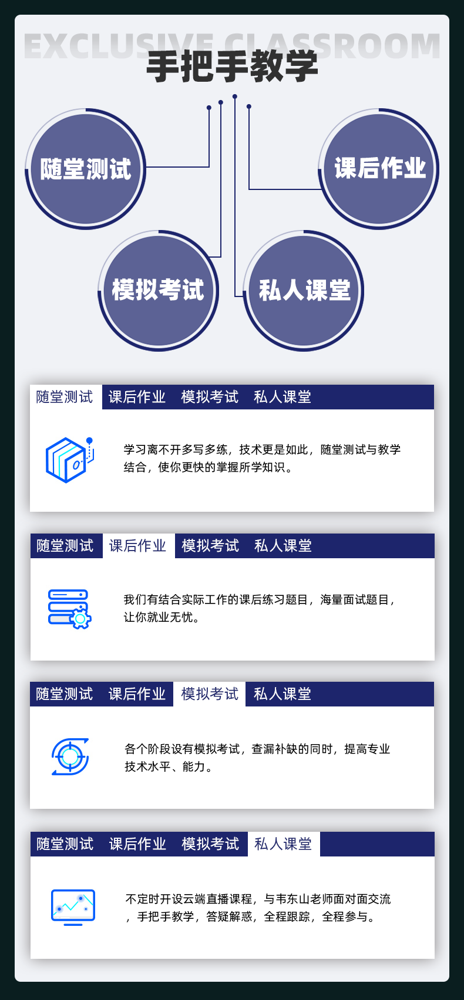 EXCLUSIVE CLASSROOM
手把手教学
随堂测试
课后作业
模拟考试
私人课堂
随堂测试 课后作业 模拟考试 私人课堂
学习离不开多写多练，技术更是如此，随堂测试与教学
结合，使你更快的掌握所学知识。
随堂测试 课后作业 模拟考试 私人课堂
我们有结合实际工作的课后练习题目，海量面试题目，
让你就业无忧。
随堂测试 课后作业 模拟考试 私人课堂
各个阶段设有模拟考试，查漏补缺的同时，提高专业
技术水平、能力。
随堂测试 课后作业 模拟考试 私人课堂
不定时开设云端直播课程，与韦东山老师面对面交流
，手把手教学，答疑解惑，全程跟踪，全程参与。